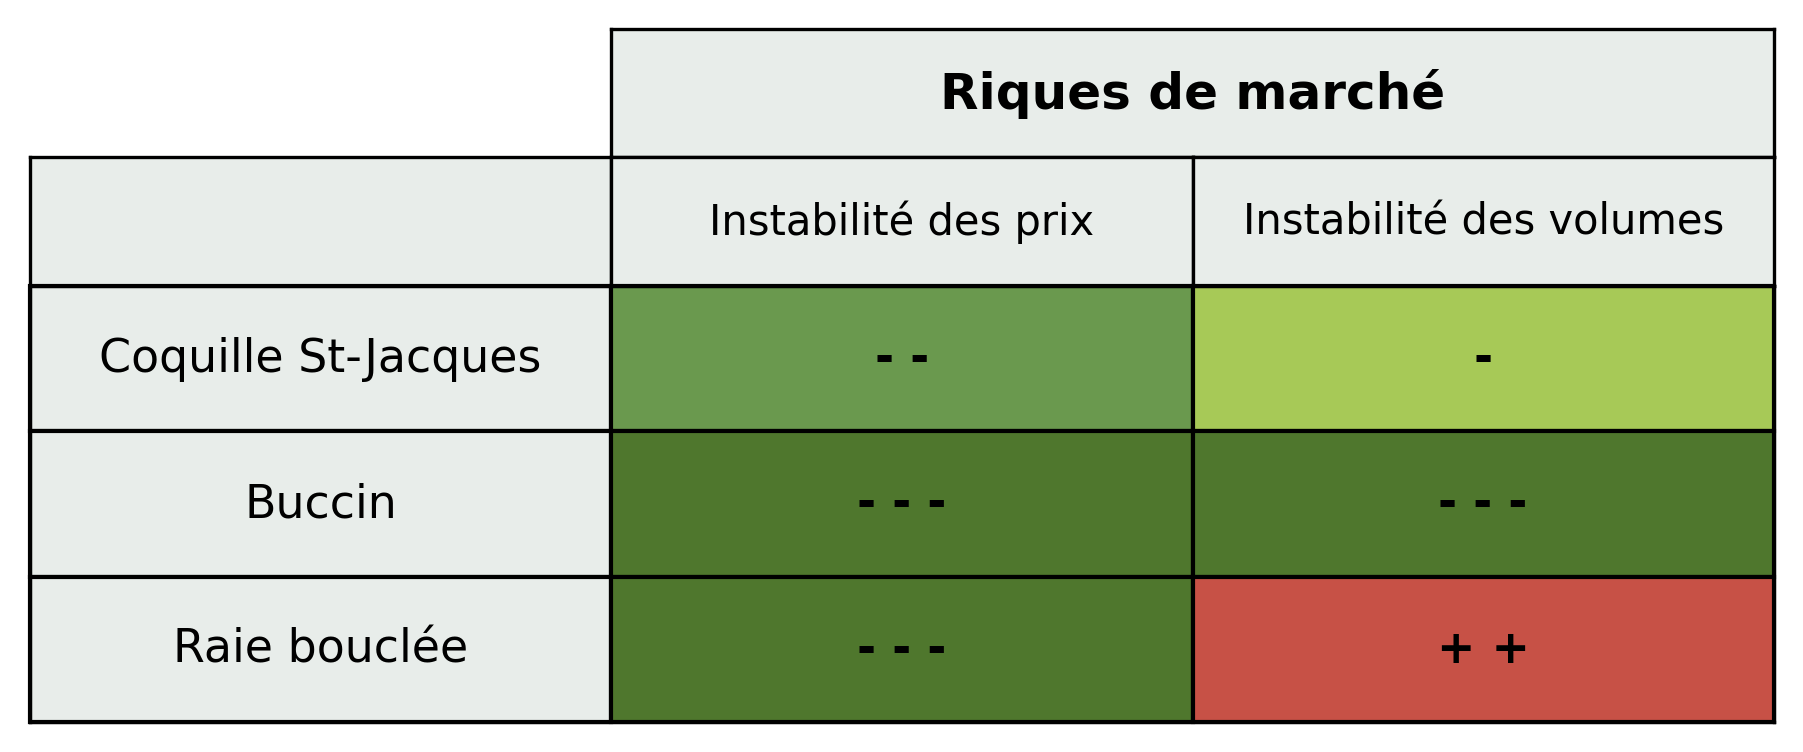 Riques de marché
Instabilité des prix Instabilité des volumes
Coquille St-Jacques - - -
Buccin - - - - - -
Raie bouclée - - - + +